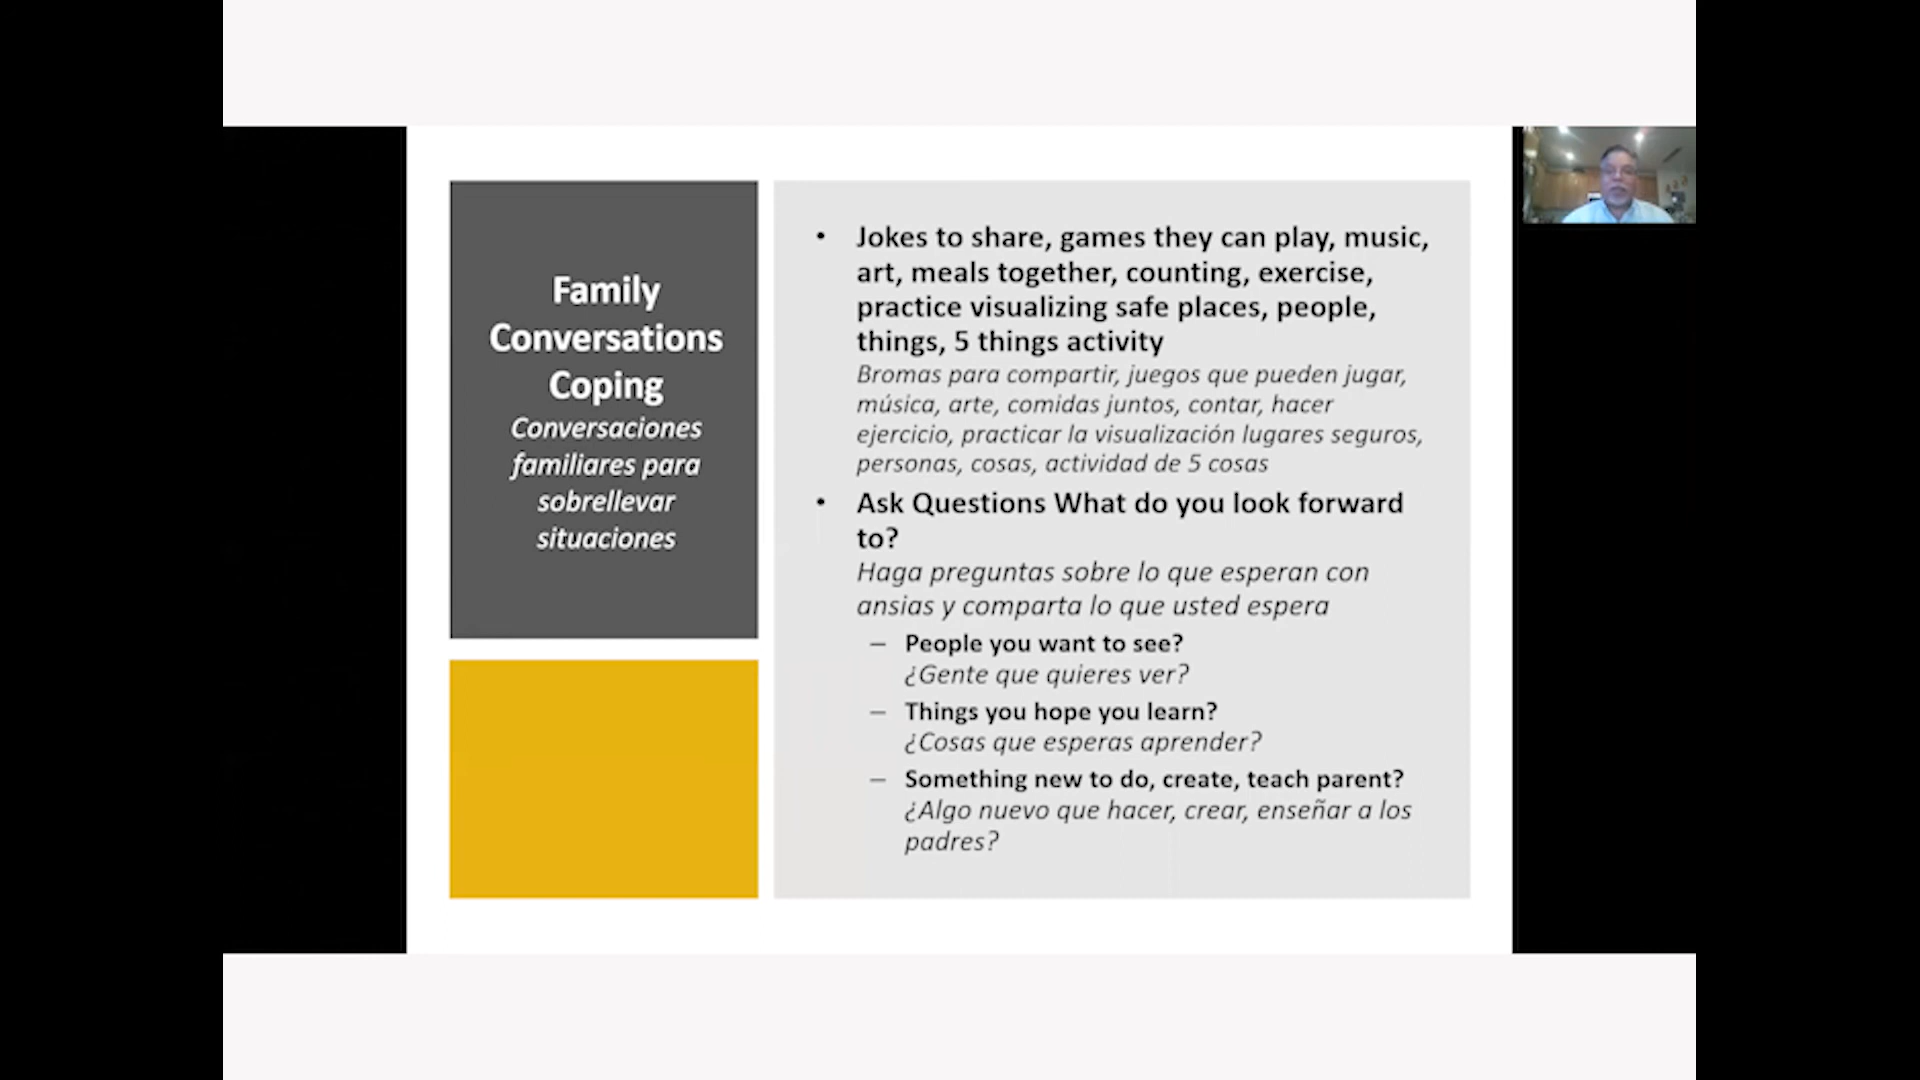 Family
Conversations
Coping
Conversaciones
familiares para
sobrellevar
situaciones
• Jokes to share, games they can play, music,
art, meals together, counting, exercise,
practice visualizing safe places, people,
things, 5 things activity
Bromas para compartir, juegos que pueden jugar,
música, arte, comidas juntos, contar, hacer
ejercicio, practicar la visualización lugares seguros,
personas, cosas, actividad de 5 cosas
• Ask Questions What do you look forward
to?
Haga preguntas sobre lo que esperan con
ansias y comparta lo que usted espera
– People you want to see?
¿Gente que quieres ver?
– Things you hope you learn?
¿Cosas que esperas aprender?
– Something new to do, create, teach parent?
¿Algo nuevo que hacer, crear, enseñar a los
padres?